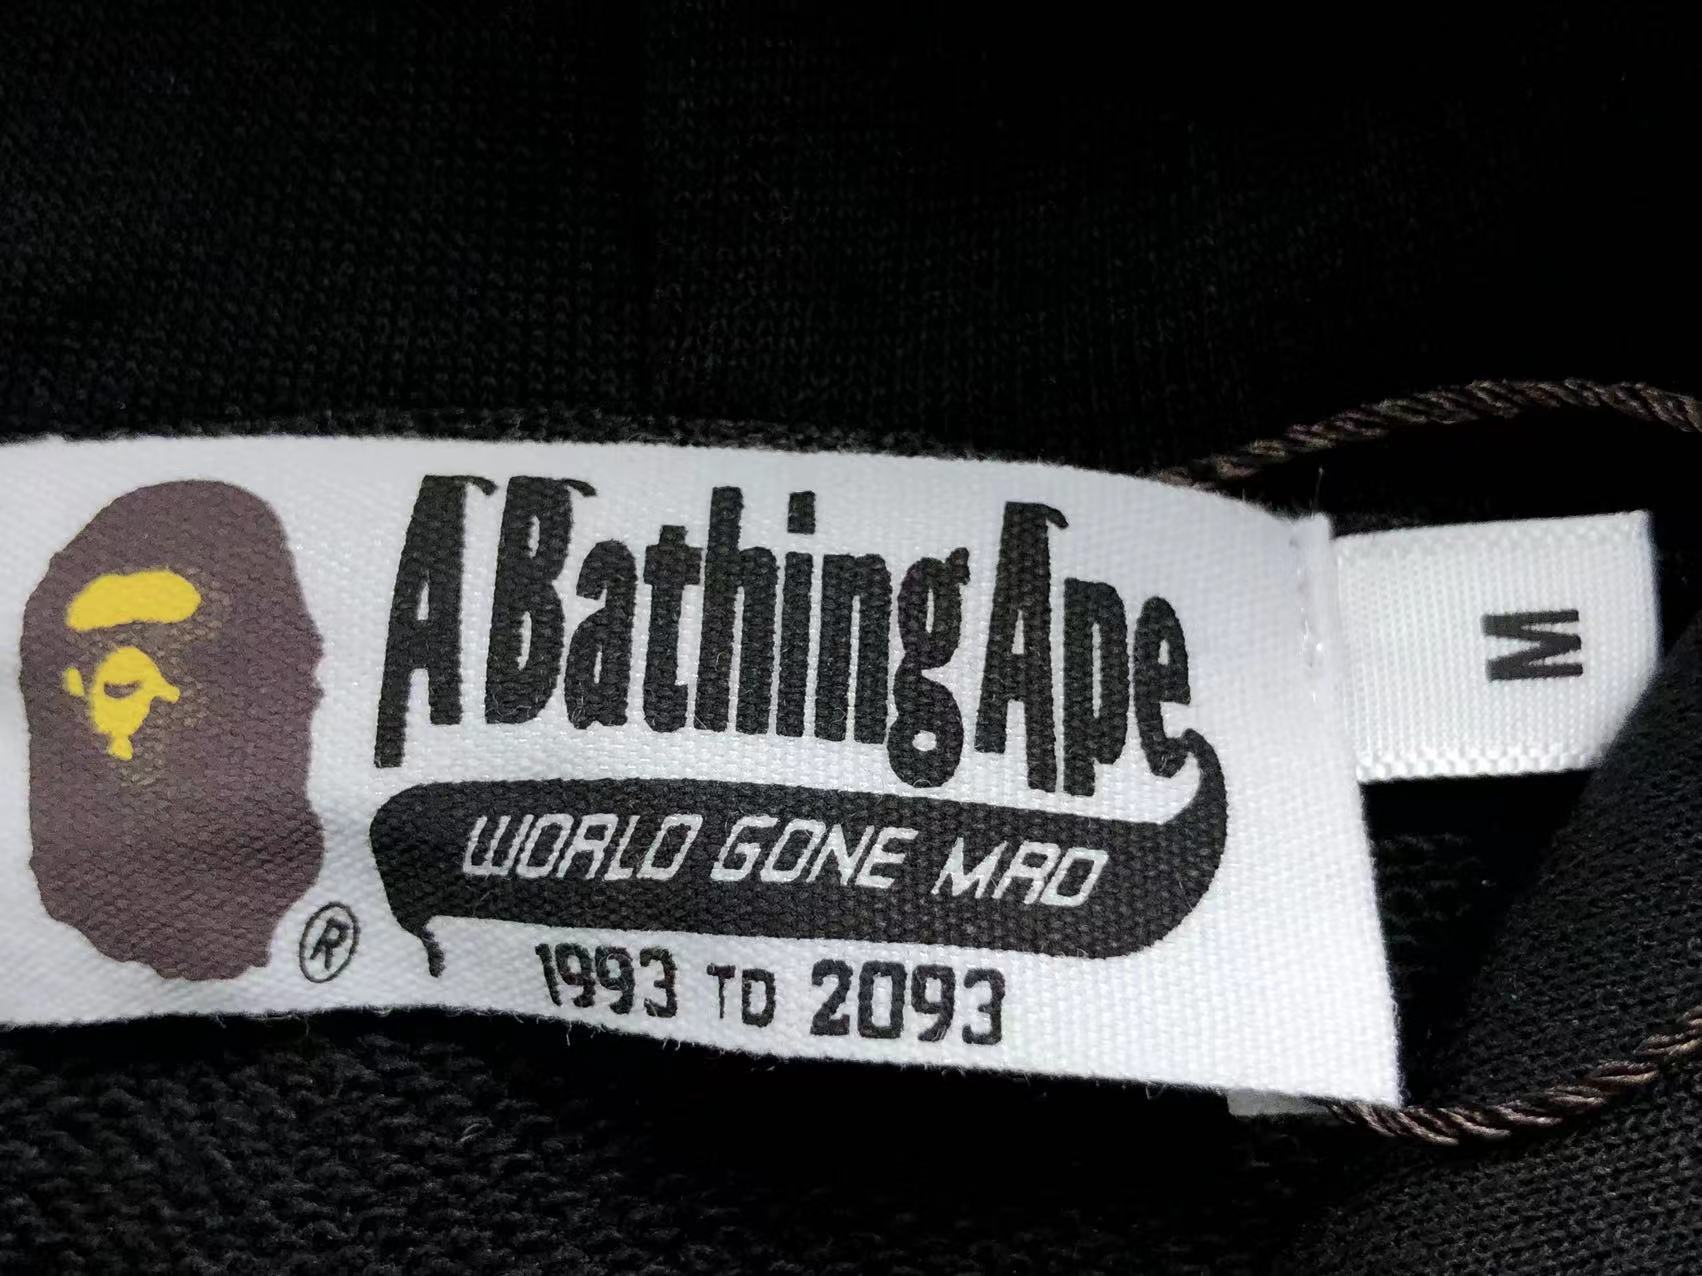 A Bathing Ape
WORLD GONE MAD
®
1993 TO 2093
M